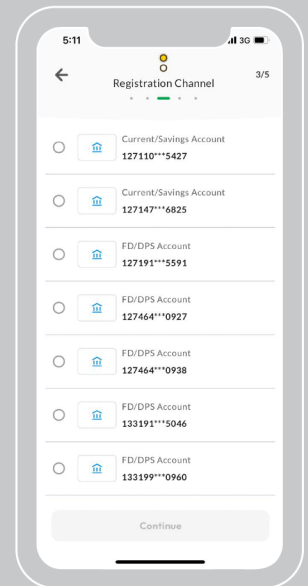 5:11
3G
3/5
Registration Channel
Current/Savings Account
127110***5427
Current/Savings Account
127147***6825
FD/DPS Account
127191***5591
FD/DPS Account
127464***0927
FD/DPS Account
127464***0938
FD/DPS Account
133191***5046
FD/DPS Account
133199***0960
Continue